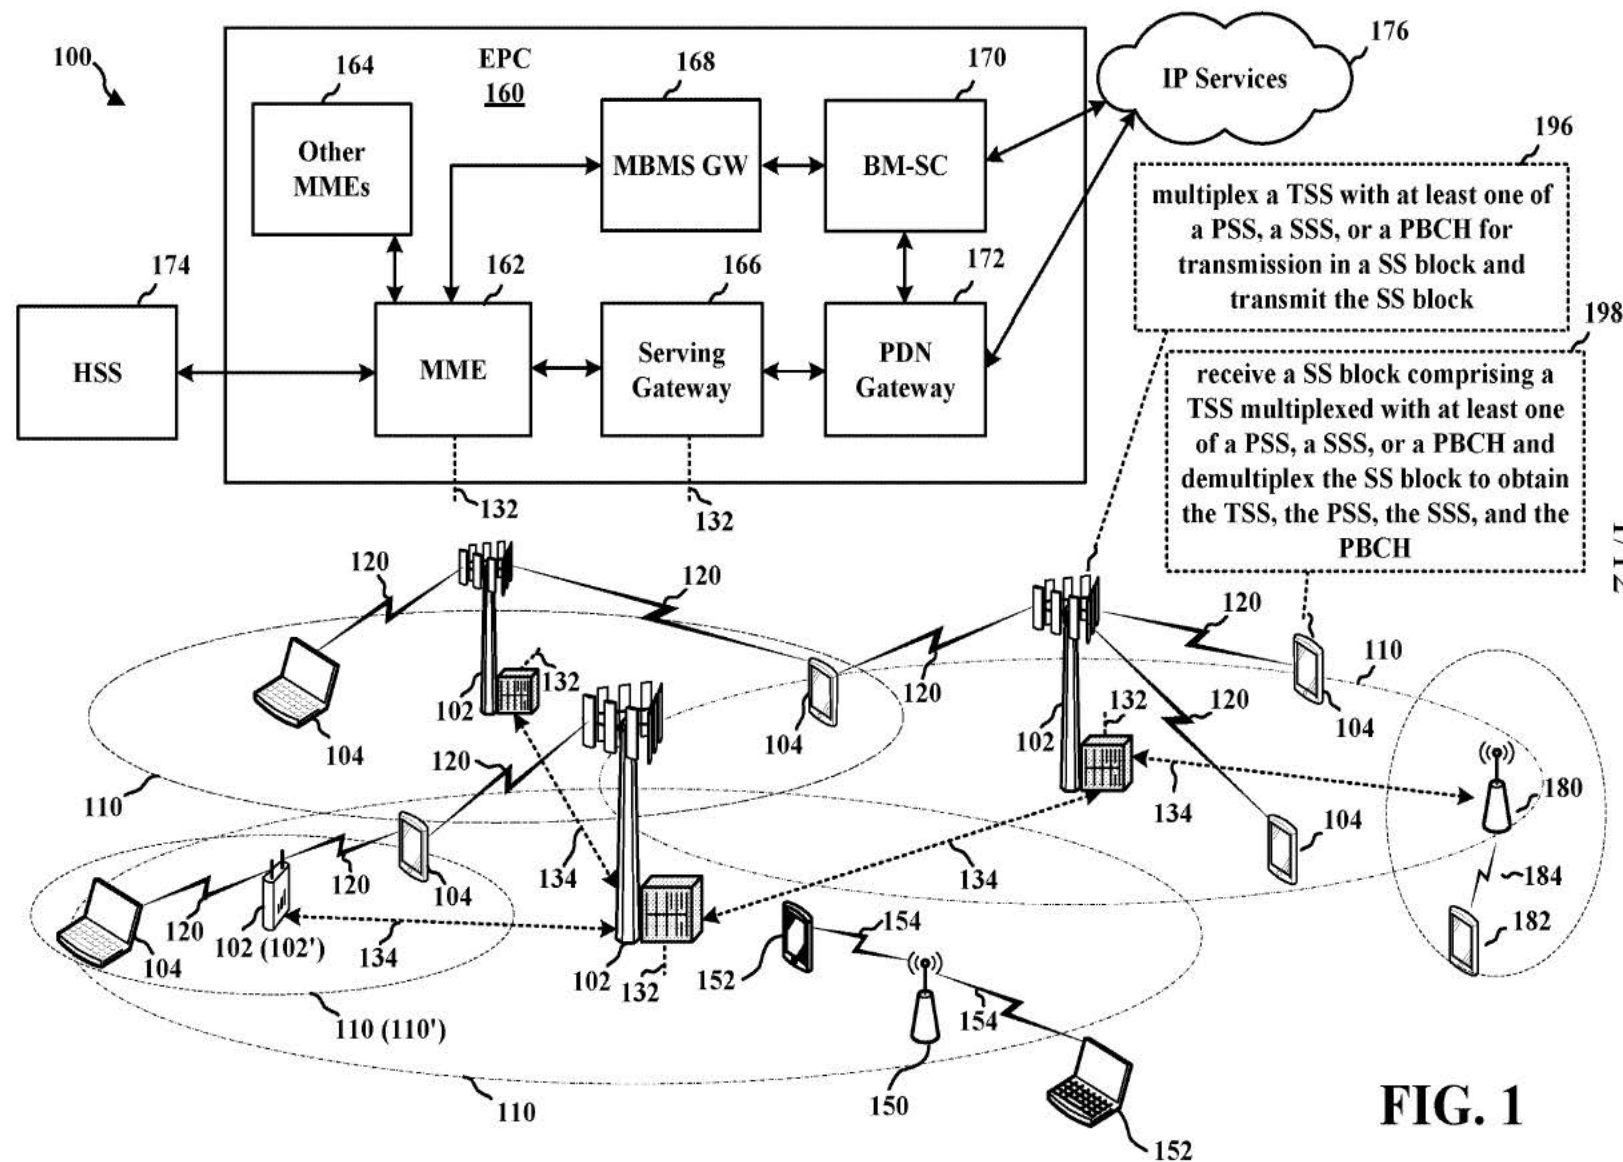 100
EPC
160
164
Other
MMEs
168
MBMS GW
170
BM-SC
176
IP Services
174
HSS
162
MME
166
Serving
Gateway
172
PDN
Gateway
196
multiplex a TSS with at least one of
a PSS, a SSS, or a PBCH for
transmission in a SS block and
transmit the SS block
198
receive a SS block comprising a
TSS multiplexed with at least one
of a PSS, a SSS, or a PBCH and
demultiplex the SS block to obtain
the TSS, the PSS, the SSS, and the
PBCH
132
132
120
120
120
120
110
132
102
104
104
120
104
120
132
102
104
110
120
134
180
134
104
134
120
104
184
182
120
102 (102')
104
134
102
132
154
152
154
110 (110')
110
150
152
FIG. 1